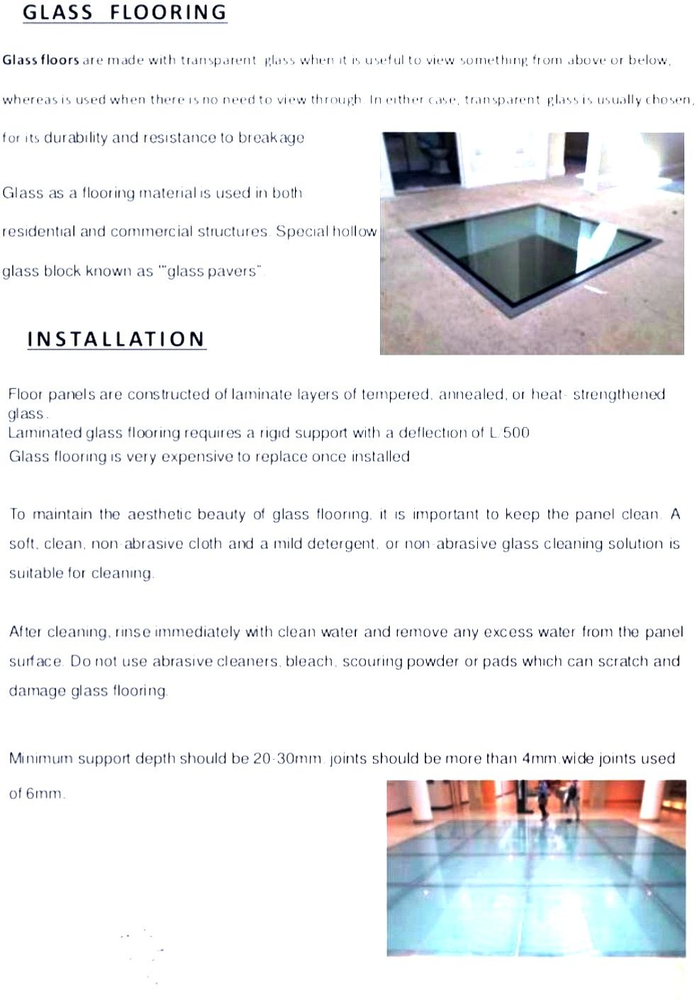 GLASS FLOORING
Glass floors are made with transparent glass when it is useful to view something from above or below;
whereas is used when there is no need to view through. In either case, transparent glass is usually chosen,
for its durability and resistance to breakage
Glass as a flooring material is used in both
residential and commercial structures. Special hollow
glass block known as '"glass pavers".
INSTALLATION
Floor panels are constructed of laminate layers of tempered, annealed, or heat- strengthened
glass.
Laminated glass flooring requires a rigid support with a deflection of L/500
Glass flooring is very expensive to replace once installed
To maintain the aesthetic beauty of glass flooring, it is important to keep the panel clean. A
soft, clean, non-abrasive cloth and a mild detergent, or non-abrasive glass cleaning solution is
suitable for cleaning.
After cleaning, rinse immediately with clean water and remove any excess water from the panel
surface. Do not use abrasive cleaners, bleach, scouring powder or pads which can scratch and
damage glass flooring.
Minimum support depth should be 20-30mm. joints should be more than 4mm.wide joints used
of 6mm.